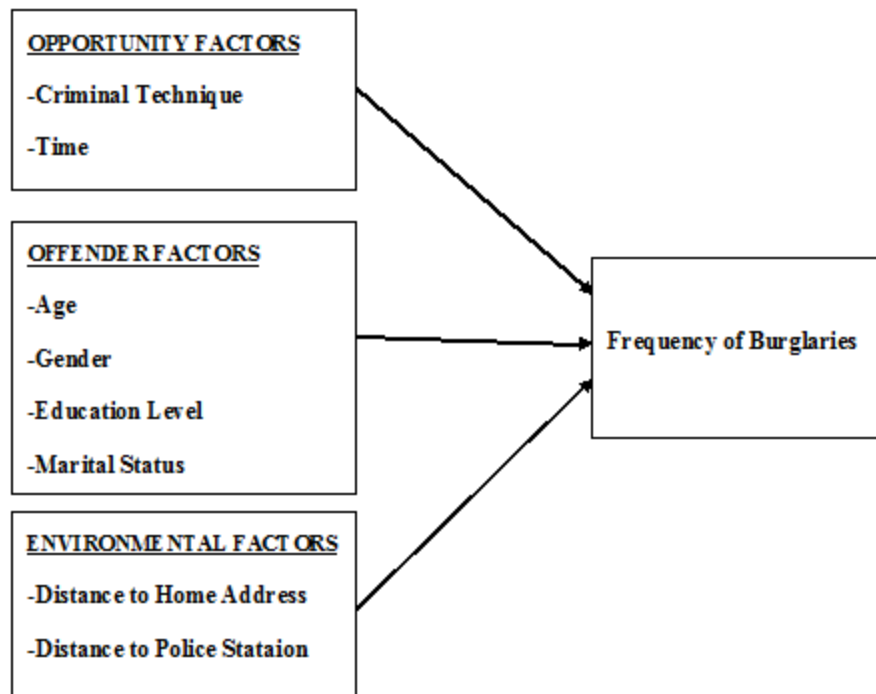 OPPORTUNITY FACTORS
-Criminal Technique
-Time
OFFENDER FACTORS
-Age
-Gender
-Education Level
-Marital Status
ENVIRONMENTAL FACTORS
-Distance to Home Address
-Distance to Police Stataion
Frequency of Burglaries